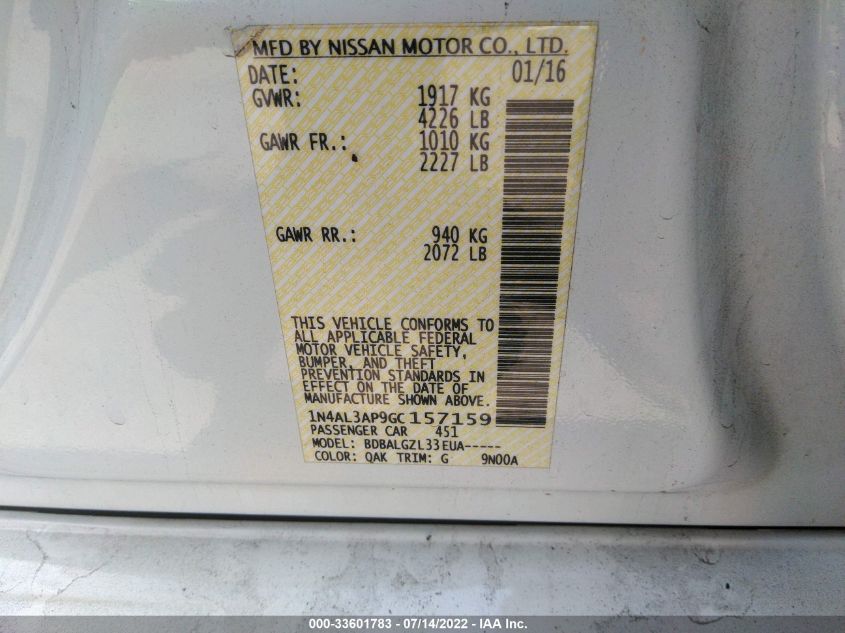 MFD BY NISSAN MOTOR CO., LTD.
DATE: 01/16
GVWR: 1917 KG
4226 LB
GAWR FR.: 1010 KG
2227 LB
GAWR RR.: 940 KG
2072 LB
THIS VEHICLE CONFORMS TO
ALL APPLICABLE FEDERAL
MOTOR VEHICLE SAFETY,
BUMPER, AND THEFT
PREVENTION STANDARDS IN
EFFECT ON THE DATE OF
MANUFACTURE SHOWN ABOVE.
1N4AL3AP9GC157159
PASSENGER CAR 451
MODEL: BDBALGZL33EUA-----
COLOR: QAK TRIM: G 9N00A
000-33601783 - 07/14/2022 - IAA Inc.